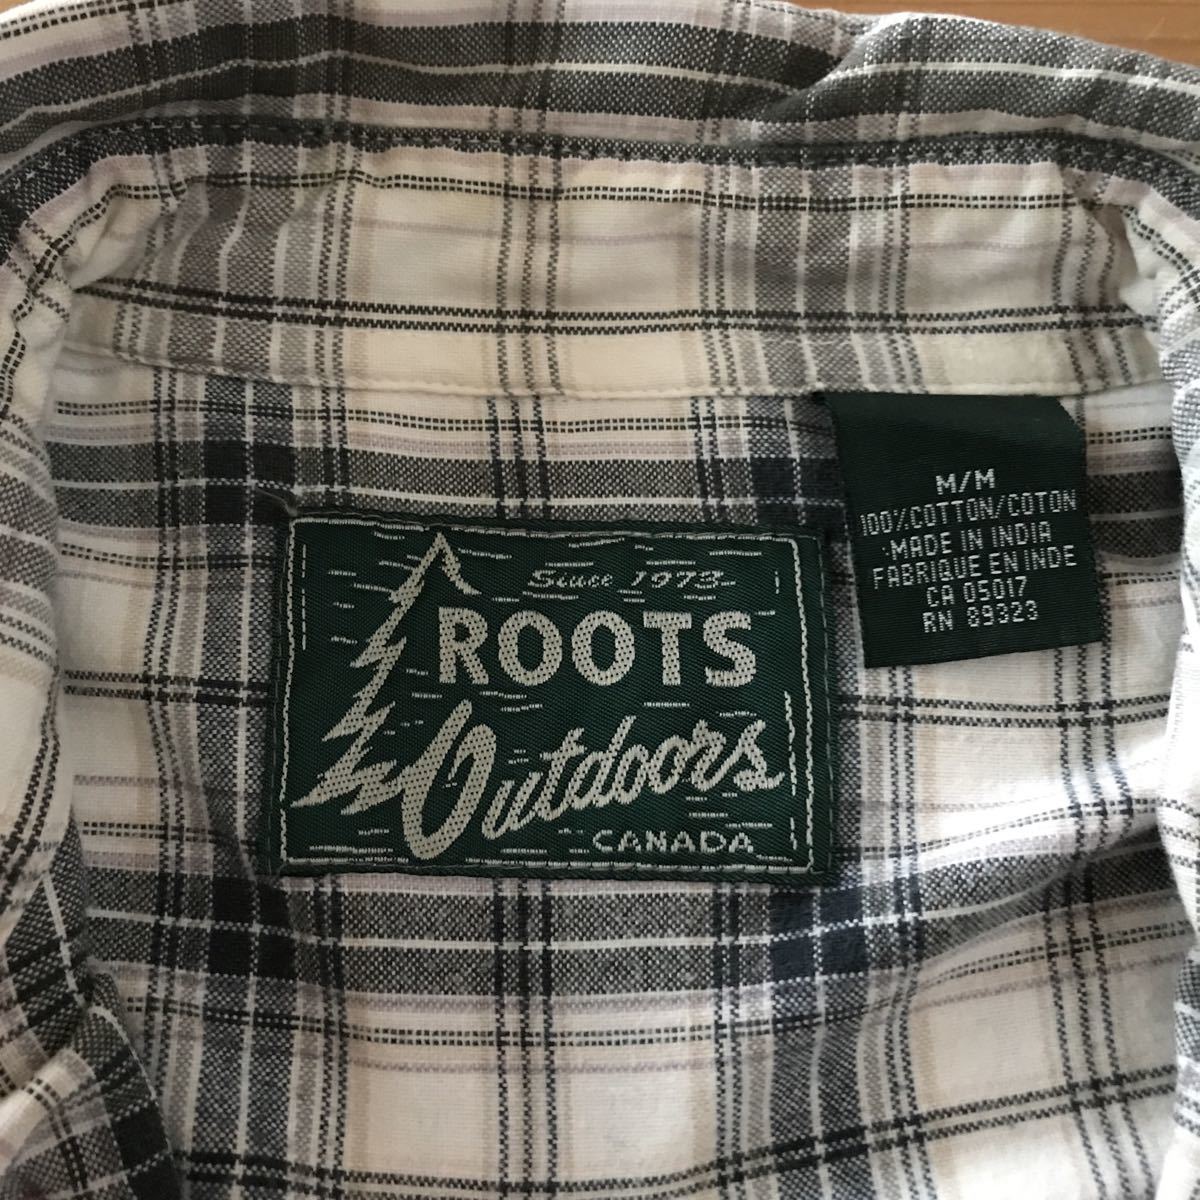 Since 1973
ROOTS
Outdoors
CANADA
M/M
100% COTTON/COTON
MADE IN INDIA
FABRIQUE EN INDE
CA 05017
RN 89323